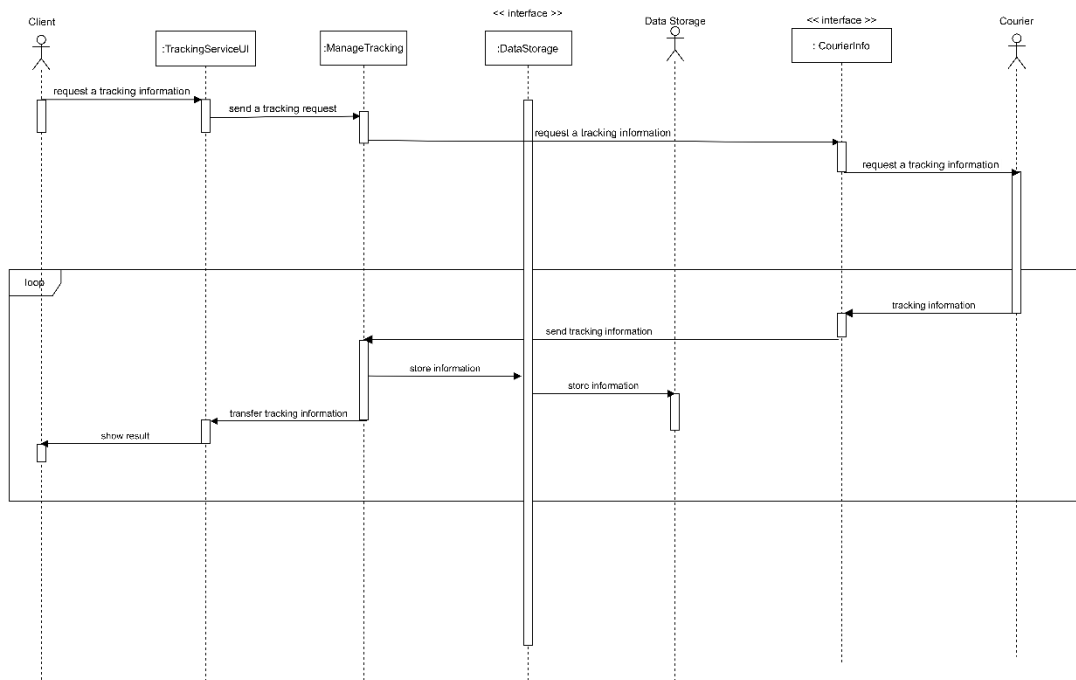 << interface >>
Client
Data Storage
<< interface >>
Courier
:TrackingServiceUI
:ManageTracking
:DataStorage
: CourierInfo
request a tracking information
send a tracking request
request a tracking information
request a tracking information
loop
tracking information
send tracking information
store information
store information
transfer tracking information
show result